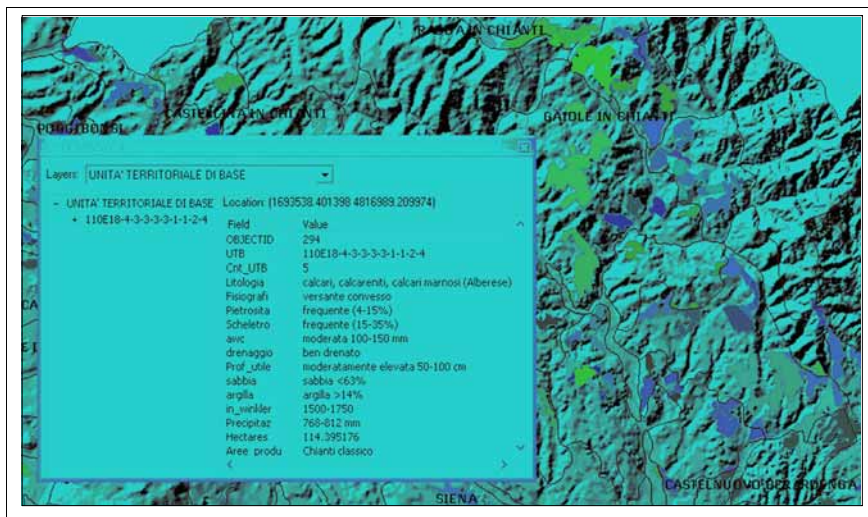 RADDA IN CHIANTI
CASTELLINA IN CHIANTI
GAIOLE IN CHIANTI
POGGIBONSI
Layers: UNITA' TERRITORIALE DI BASE
- UNITA' TERRITORIALE DI BASE
+ 110E18-4-3-3-3-3-1-1-2-4
Location: (1693538.401398 4816989.209974)
Field Value
OBJECTID 294
UTB 110E18-4-3-3-3-3-1-1-2-4
Cnt_UTB 5
Litologia calcari, calcareniti, calcari marnosi (Alberese)
Fisiografi versante convesso
Pietrosita frequente (4-15%)
Scheletro frequente (15-35%)
awc moderata 100-150 mm
drenaggio ben drenato
Prof_utile moderatamente elevata 50-100 cm
sabbia sabbia <63%
argilla argilla >14%
in_winkler 1500-1750
Precipitaz 768-812 mm
Hectares 114.395176
Aree_produ Chianti classico
SIENA
CASTELNUOVO BERARDENGA